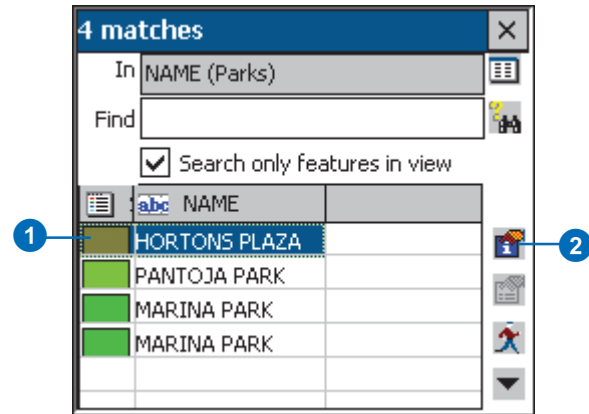 4 matches
In NAME (Parks)
Find
Search only features in view
abc NAME
1 HORTONS PLAZA 2
PANTOJA PARK
MARINA PARK
MARINA PARK